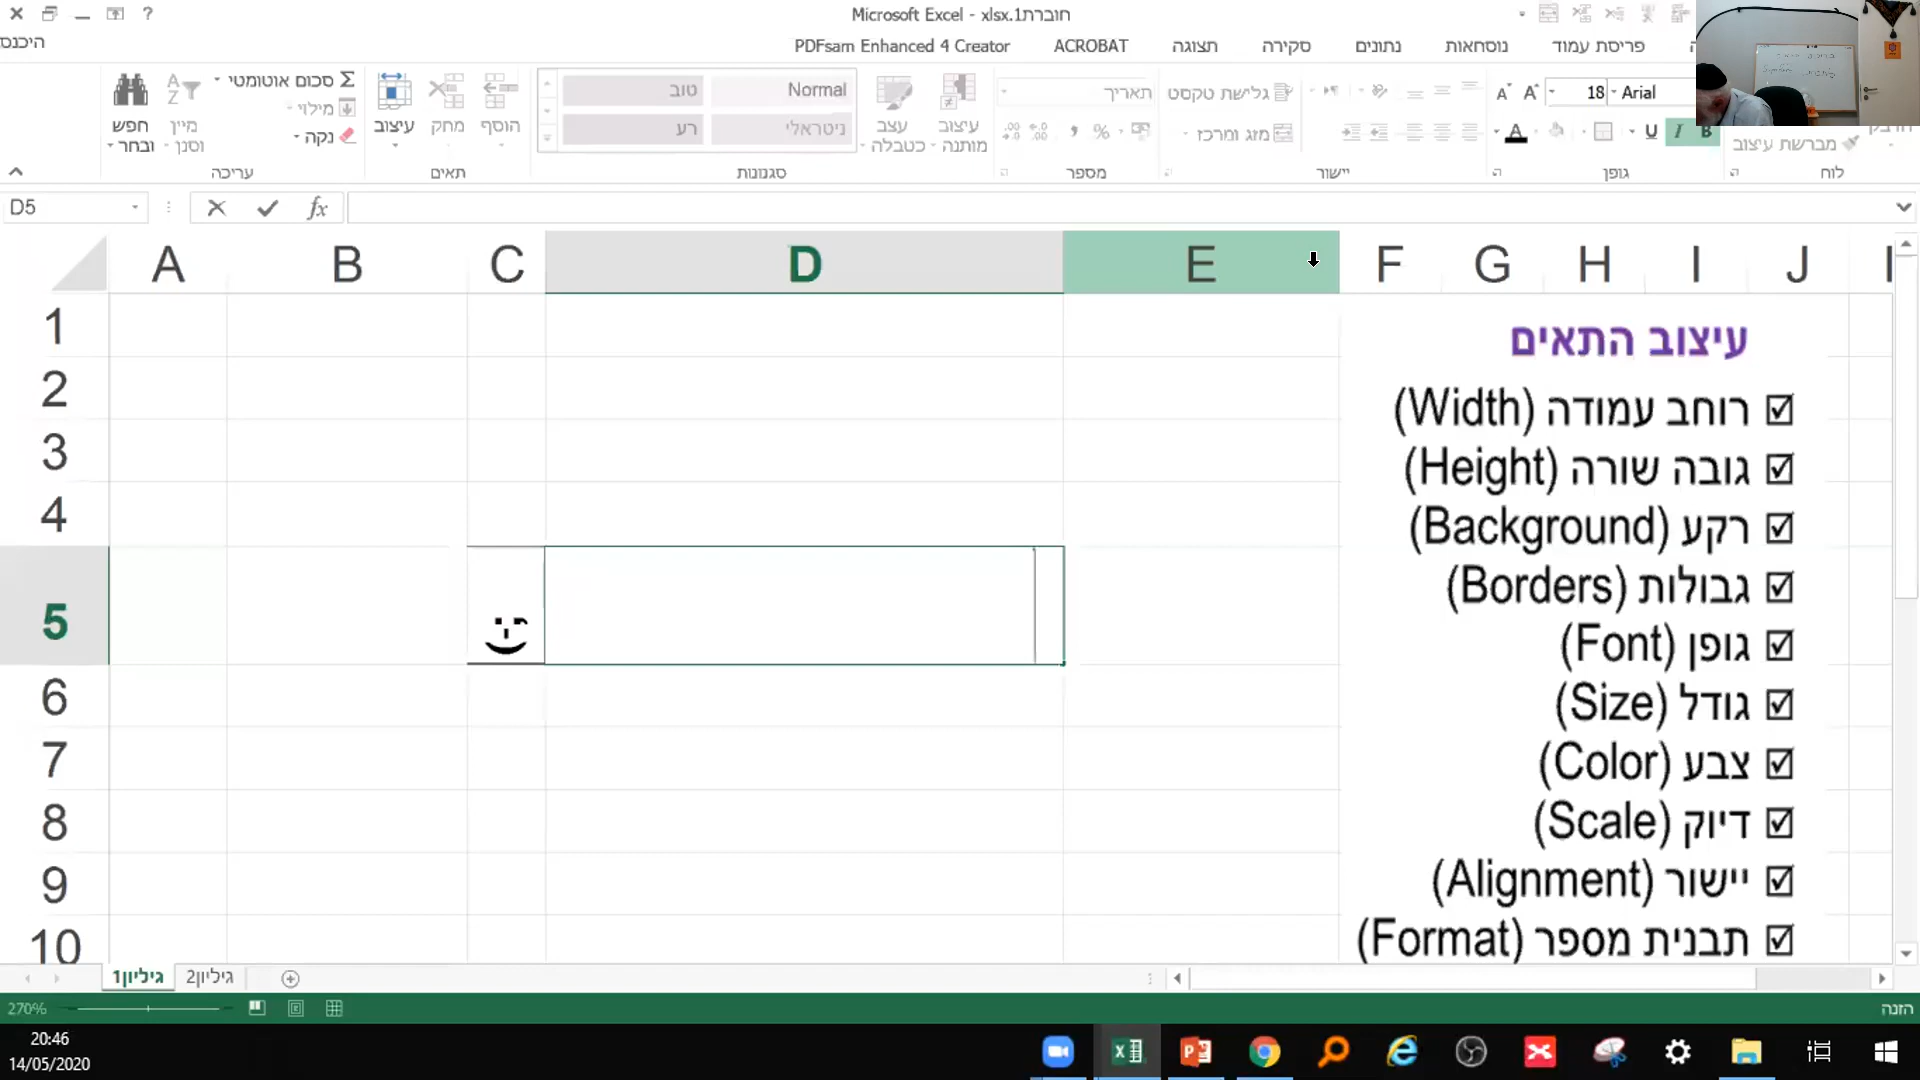 חוברת1.xlsx - Microsoft Excel
היכנס
פריסת עמוד
נוסחאות
נתונים
סקירה
תצוגה
ACROBAT
PDFsam Enhanced 4 Creator
מברשת עיצוב
לוח
Arial
18
גופן
גלישת טקסט
מזג ומרכז
יישור
תאריך
מספר
עיצוב מותנה
עצב כטבלה
Normal
טוב
ניטראלי
רע
סגנונות
הוסף
מחק
עיצוב
תאים
סכום אוטומטי
מילוי
נקה
מיין וסנן
חפש ובחר
עריכה
D5
fx
A B C D E F G H I J
1
2
3
4
5
6
7
8
9
10
עיצוב התאים
רוחב עמודה (Width)
גובה שורה (Height)
רקע (Background)
גבולות (Borders)
גופן (Font)
גודל (Size)
צבע (Color)
דיוק (Scale)
יישור (Alignment)
תבנית מספר (Format)
גיליון1
גיליון2
270%
הזנה
20:46
14/05/2020